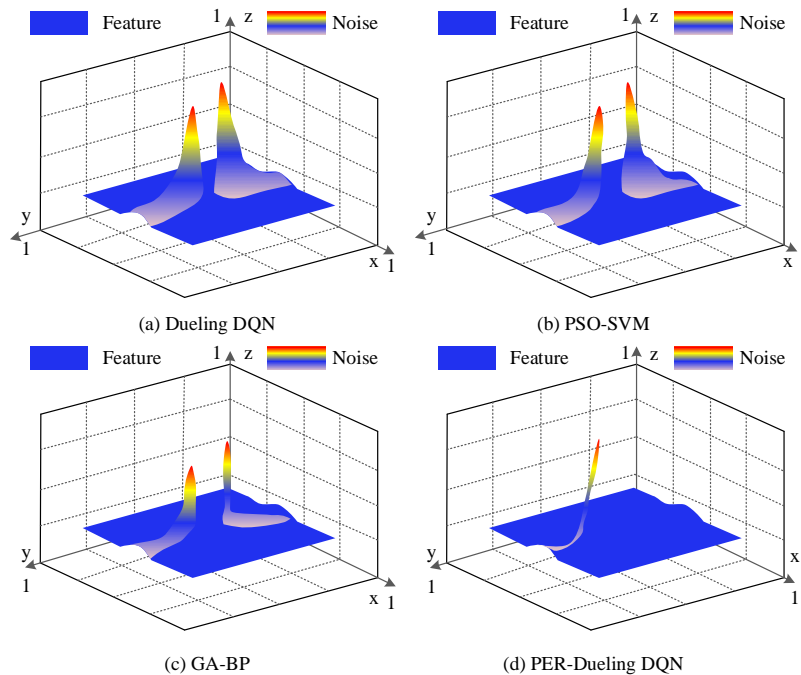 Feature 1 z Noise
y
1
x 1
(a) Dueling DQN
Feature 1 z Noise
y
1
x
1
(b) PSO-SVM
Feature 1 z Noise
y
1
x 1
(c) GA-BP
Feature 1 z Noise
y
1
x
1
(d) PER-Dueling DQN